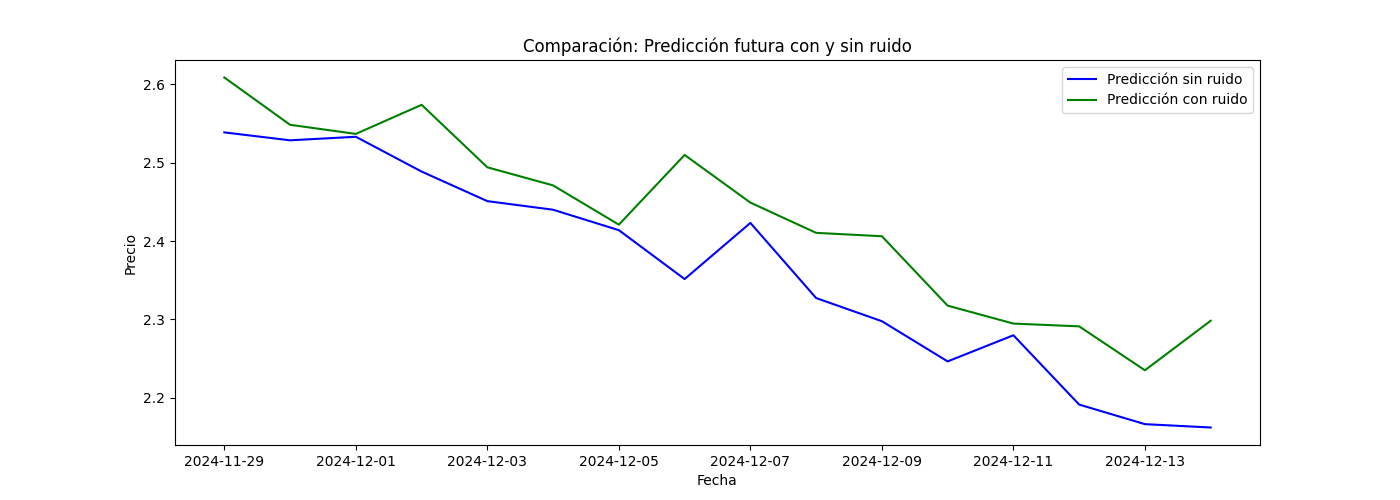 Comparación: Predicción futura con y sin ruido
Predicción sin ruido
Predicción con ruido
Precio
2.6
2.5
2.4
2.3
2.2
2024-11-29
2024-12-01
2024-12-03
2024-12-05
2024-12-07
2024-12-09
2024-12-11
2024-12-13
Fecha